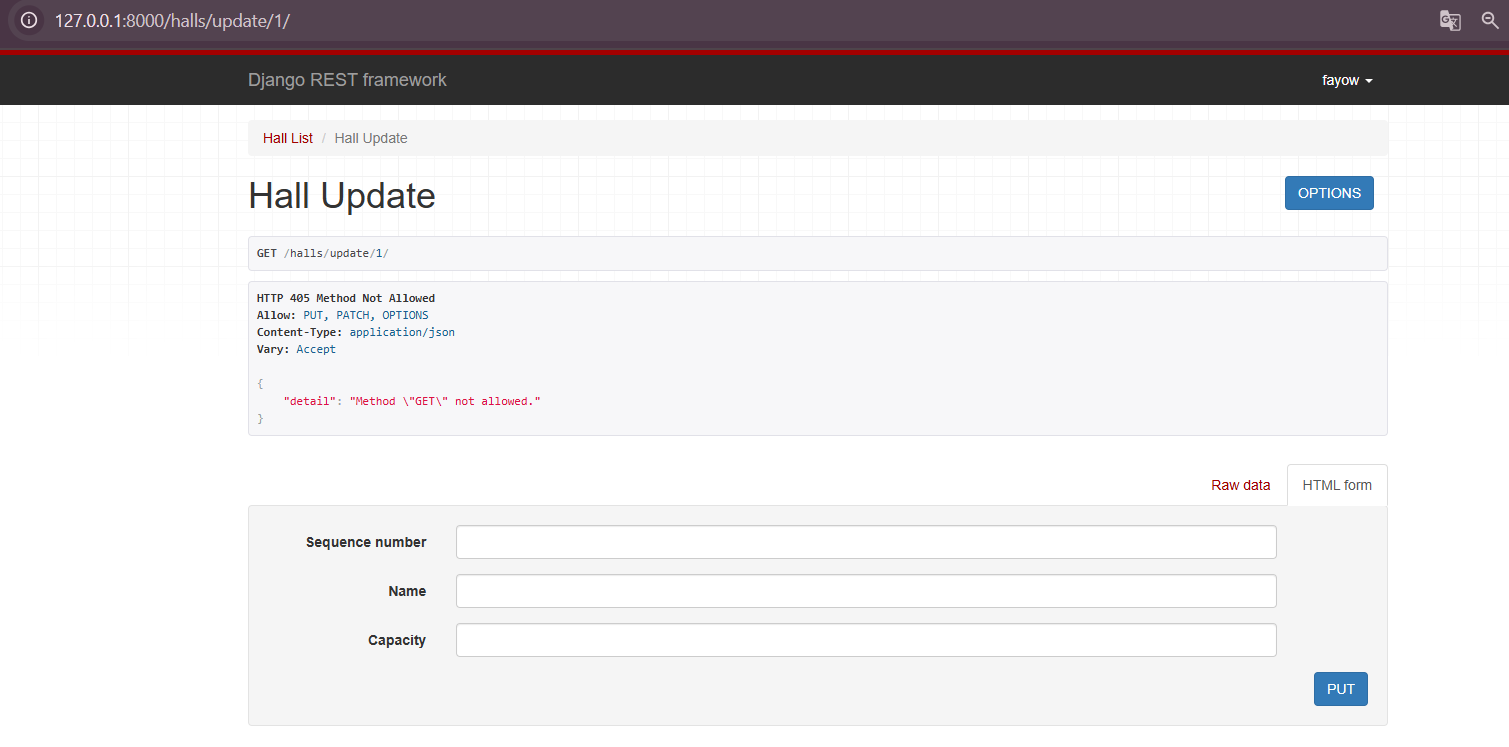 127.0.0.1:8000/halls/update/1/
Django REST framework
fayow
Hall List / Hall Update
Hall Update
OPTIONS
GET /halls/update/1/
HTTP 405 Method Not Allowed
Allow: PUT, PATCH, OPTIONS
Content-Type: application/json
Vary: Accept
{
"detail": "Method \"GET\" not allowed."
}
Raw data
HTML form
Sequence number
Name
Capacity
PUT